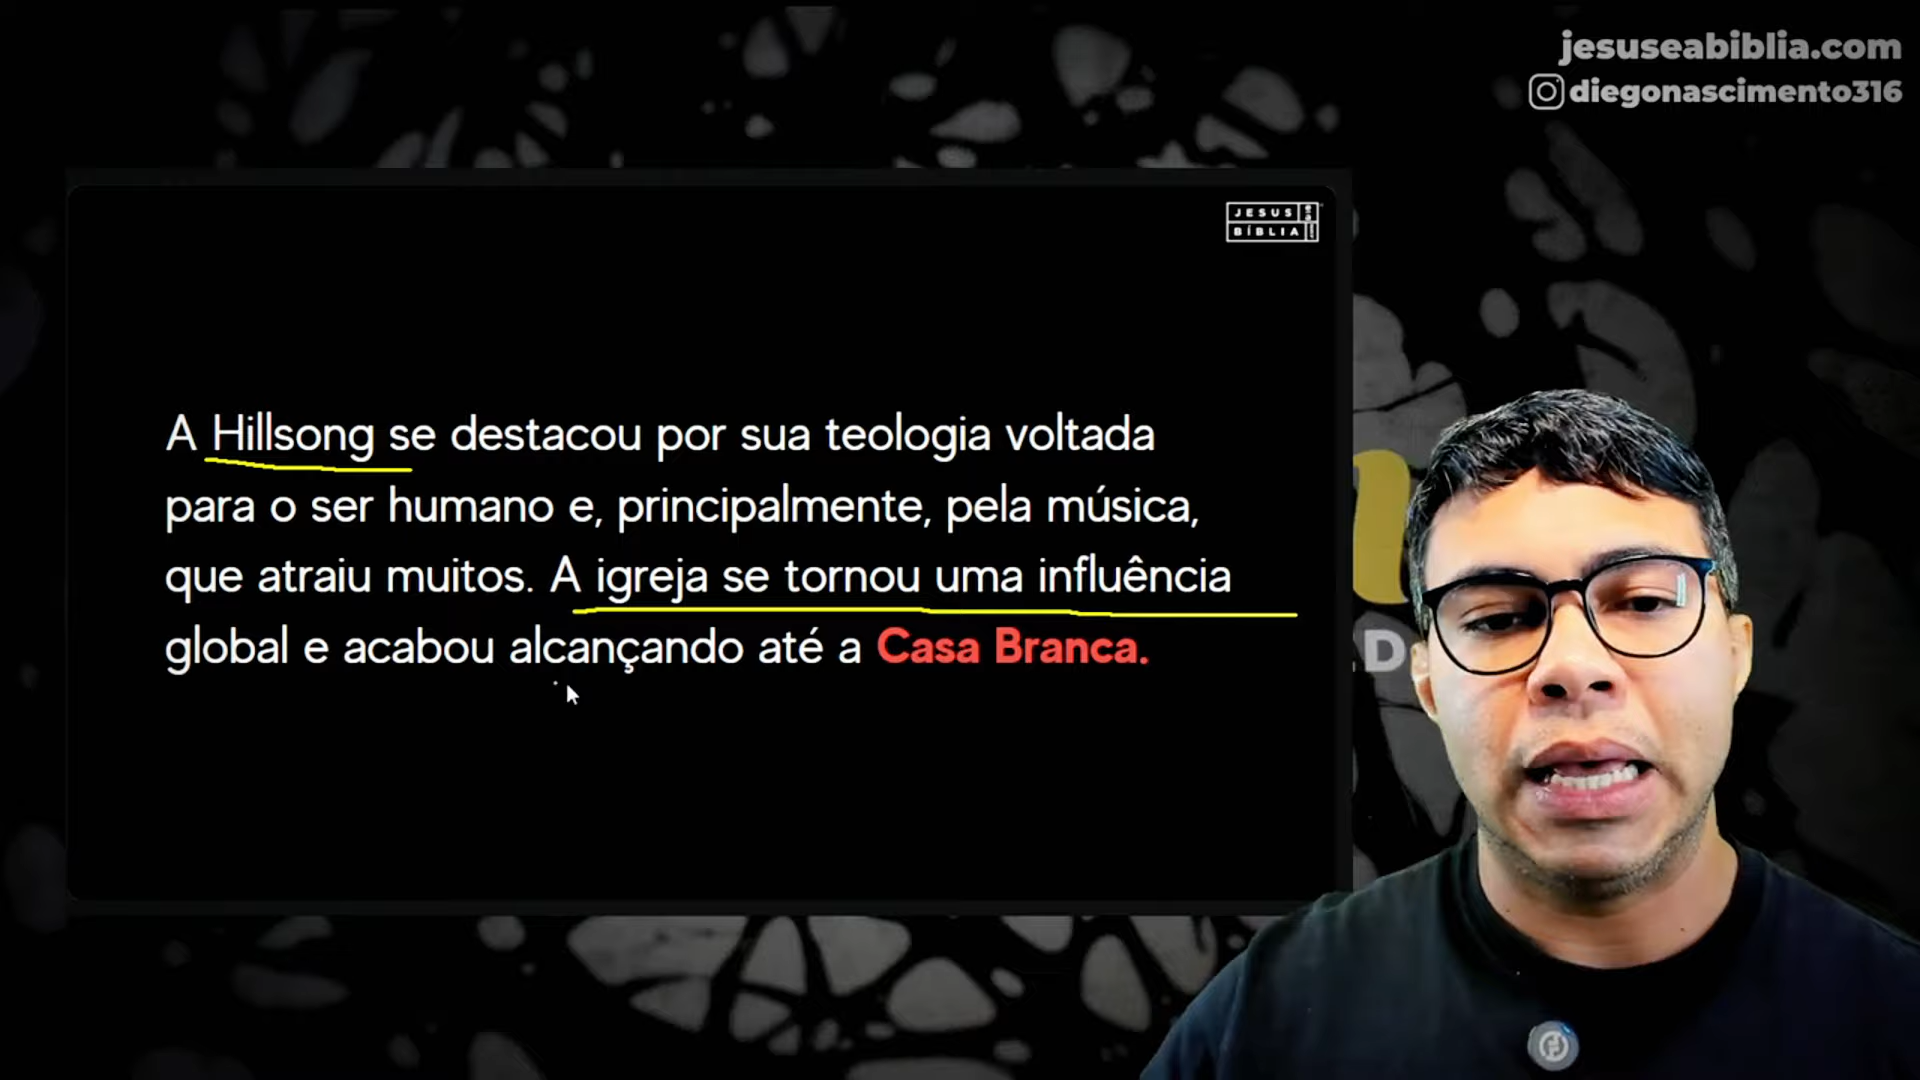 jesuseabiblia.com
diegonascimento316
JESUS
BÍBLIA
A Hillsong se destacou por sua teologia voltada
para o ser humano e, principalmente, pela música,
que atraiu muitos. A igreja se tornou uma influência
global e acabou alcançando até a Casa Branca.